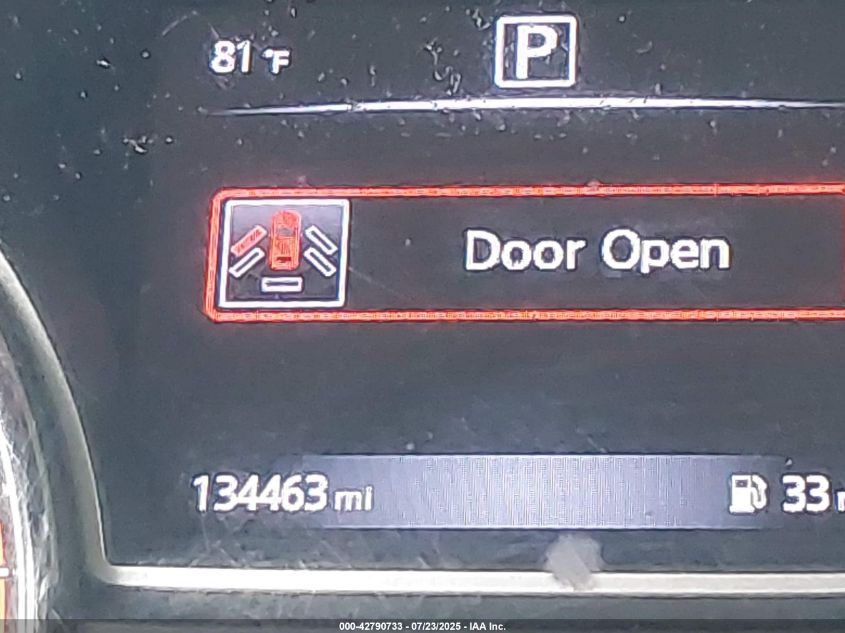 81 °F P
Door Open
134463 mi 33
000-42790733 - 07/23/2025 - IAA Inc.